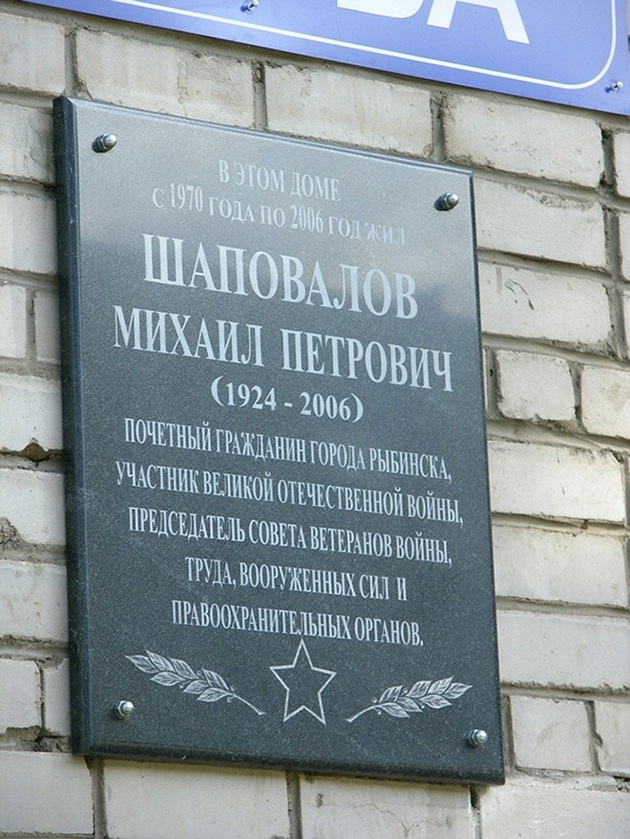 ВА
В ЭТОМ ДОМЕ
С 1970 ГОДА ПО 2006 ГОД ЖИЛ
ШАПОВАЛОВ
МИХАИЛ ПЕТРОВИЧ
(1924 - 2006)
ПОЧЕТНЫЙ ГРАЖДАНИН ГОРОДА РЫБИНСКА,
УЧАСТНИК ВЕЛИКОЙ ОТЕЧЕСТВЕННОЙ ВОЙНЫ,
ПРЕДСЕДАТЕЛЬ СОВЕТА ВЕТЕРАНОВ ВОЙНЫ,
ТРУДА, ВООРУЖЕННЫХ СИЛ И
ПРАВООХРАНИТЕЛЬНЫХ ОРГАНОВ.